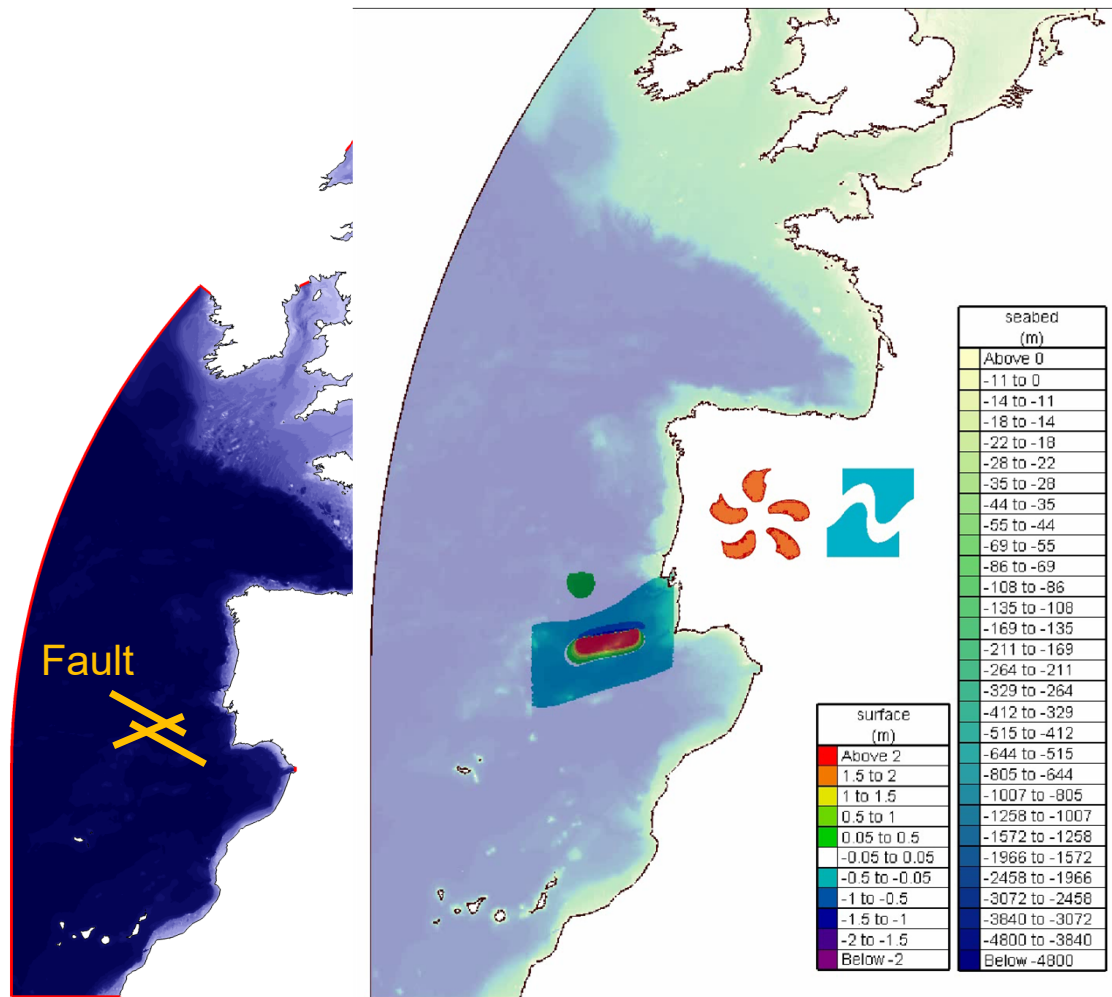 Fault
seabed
(m)
Above 0
-11 to 0
-14 to -11
-18 to -14
-22 to -18
-28 to -22
-35 to -28
-44 to -35
-55 to -44
-69 to -55
-86 to -69
-108 to -86
-135 to -108
-169 to -135
-211 to -169
-264 to -211
-329 to -264
-412 to -329
-515 to -412
-644 to -515
-805 to -644
-1007 to -805
-1258 to -1007
-1572 to -1258
-1966 to -1572
-2458 to -1966
-3072 to -2458
-3840 to -3072
-4800 to -3840
Below -4800
surface
(m)
Above 2
1.5 to 2
1 to 1.5
0.5 to 1
0.05 to 0.5
-0.05 to 0.05
-0.5 to -0.05
-1 to -0.5
-1.5 to -1
-2 to -1.5
Below -2